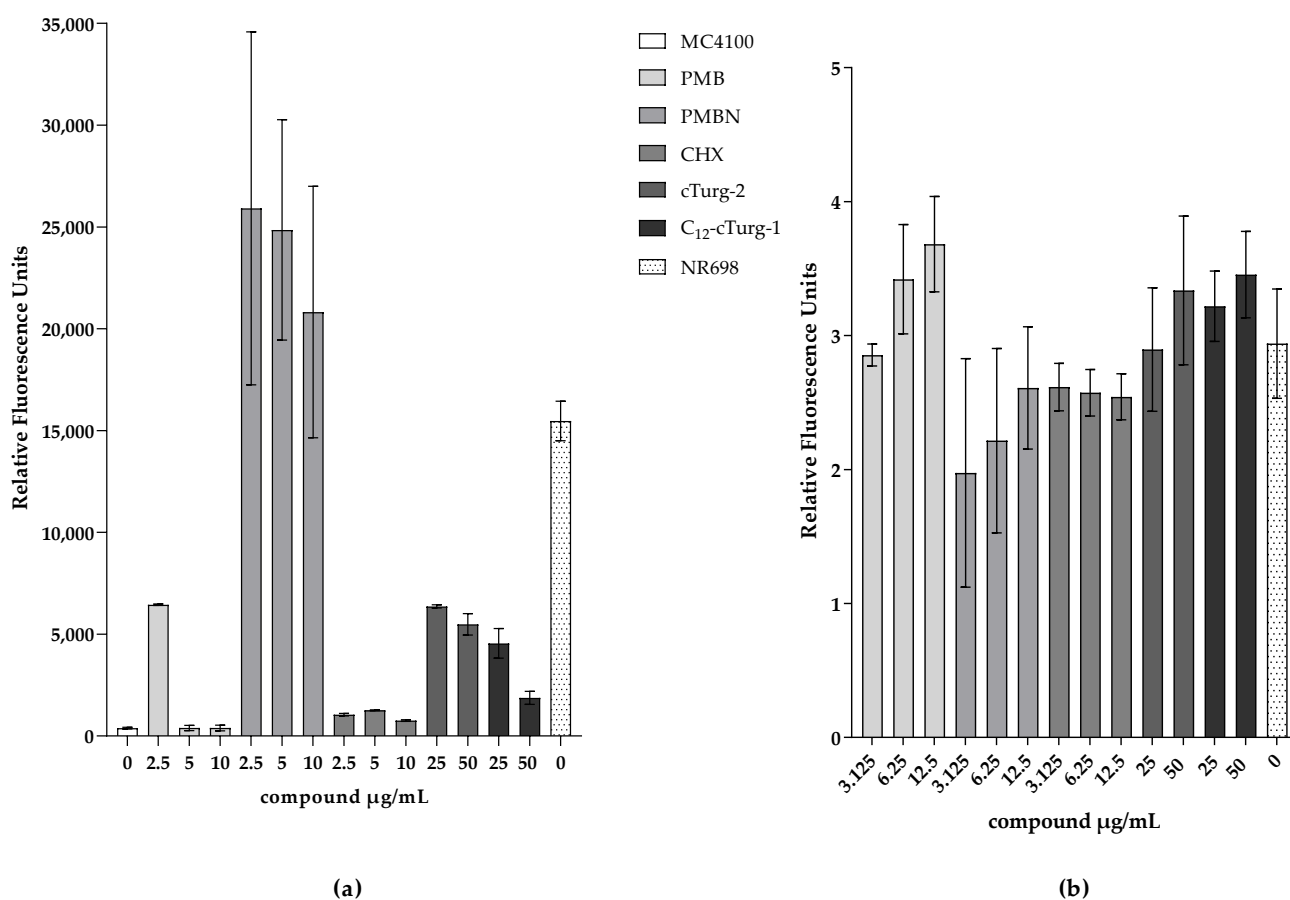 35,000
30,000
25,000
20,000
15,000
10,000
5,000
0
Relative Fluorescence Units
0 2.5 5 10 2.5 5 10 2.5 5 10 25 50 25 50 0
compound µg/mL
(a)
MC4100
PMB
PMBN
CHX
cTurg-2
C₁₂-cTurg-1
NR698
5
4
3
2
1
0
Relative Fluorescence Units
3.125 6.25 12.5 3.125 6.25 12.5 3.125 6.25 12.5 25 50 25 50 0
compound µg/mL
(b)